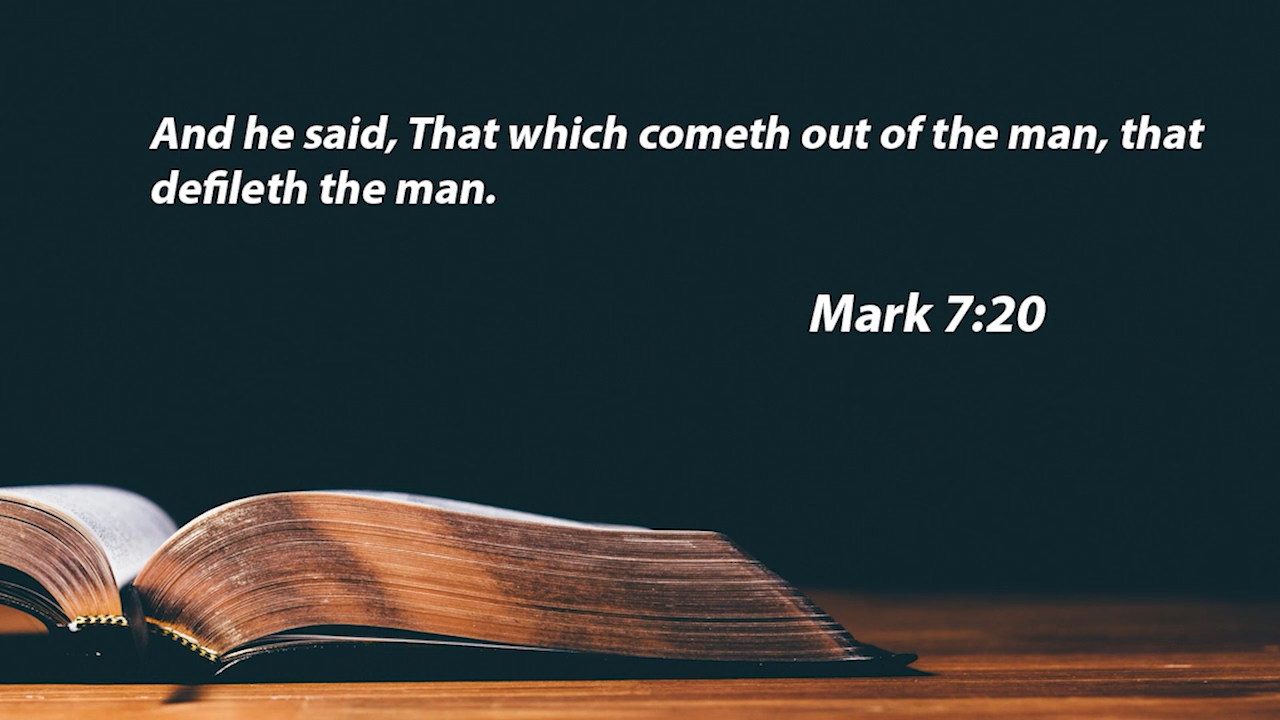 And he said, That which cometh out of the man, that
defileth the man.
Mark 7:20